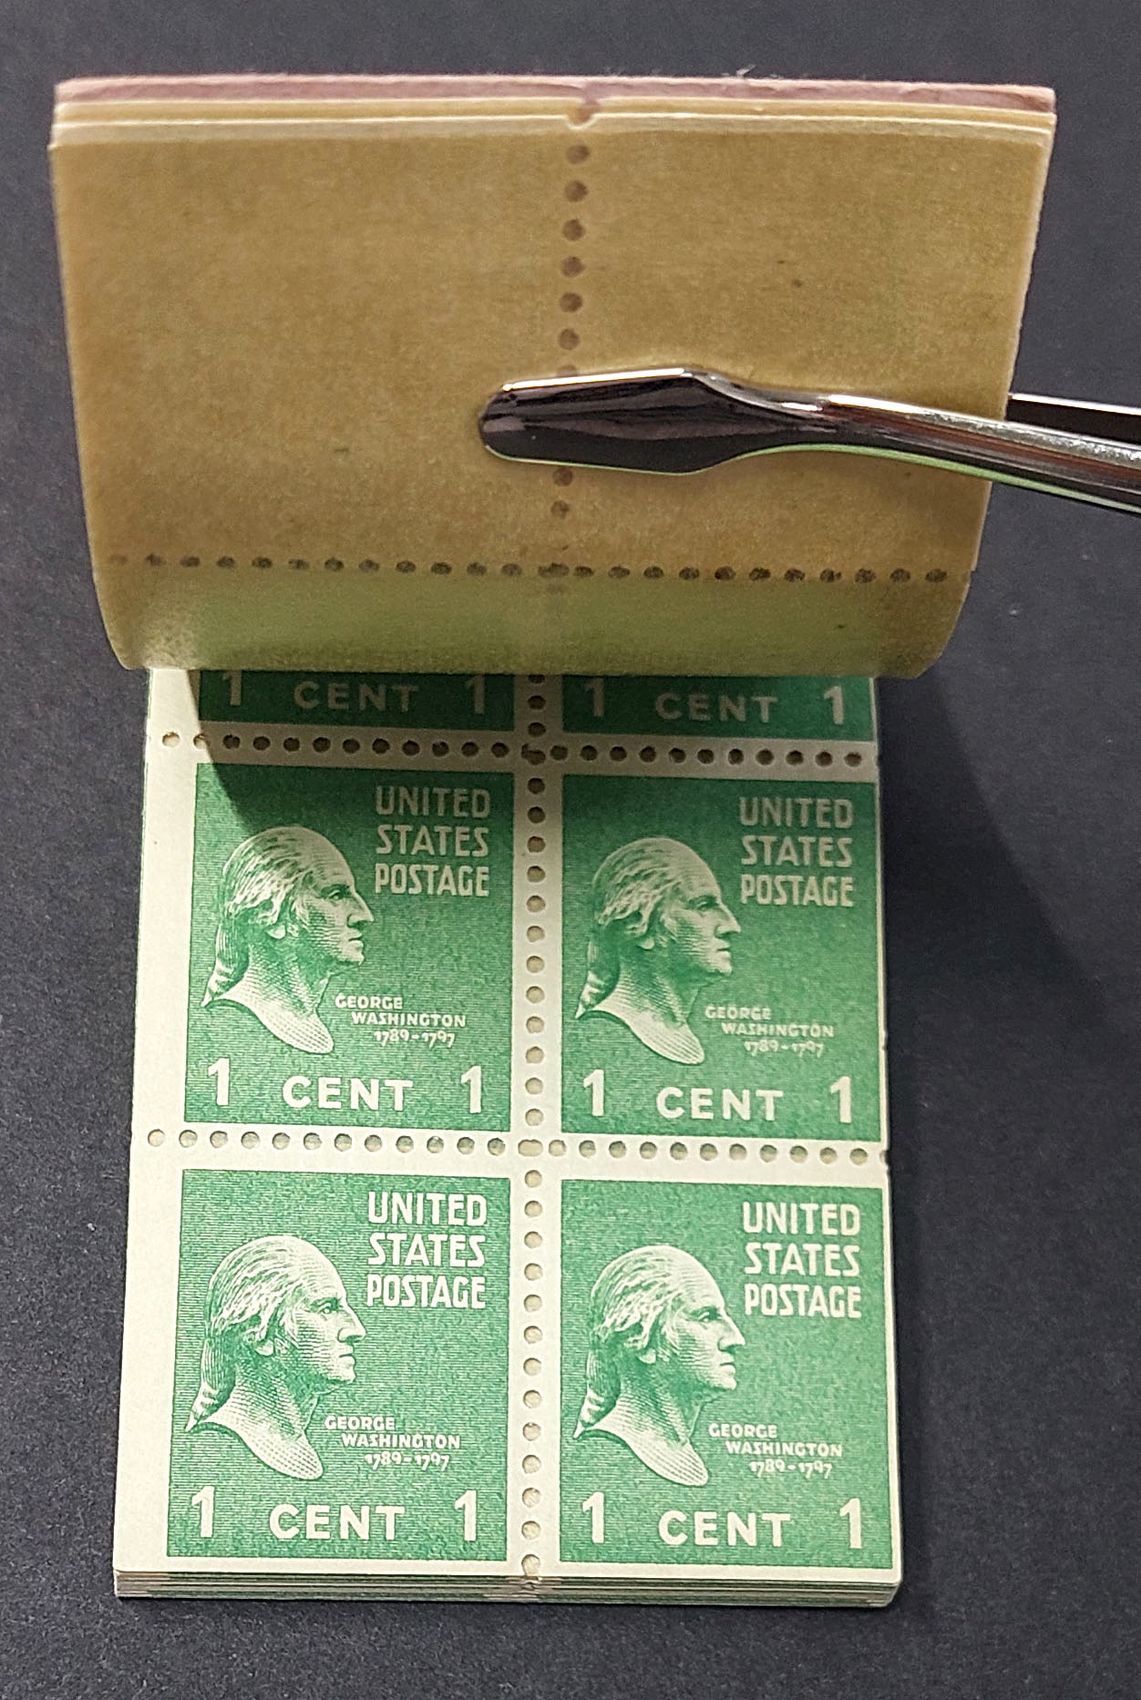 1 CENT 1
1 CENT 1
UNITED
STATES
POSTAGE
GEORGE
WASHINGTON
1789-1797
1 CENT 1
UNITED
STATES
POSTAGE
GEORGE
WASHINGTON
1789-1797
1 CENT 1
UNITED
STATES
POSTAGE
GEORGE
WASHINGTON
1789-1797
1 CENT 1
UNITED
STATES
POSTAGE
GEORGE
WASHINGTON
1789-1797
1 CENT 1